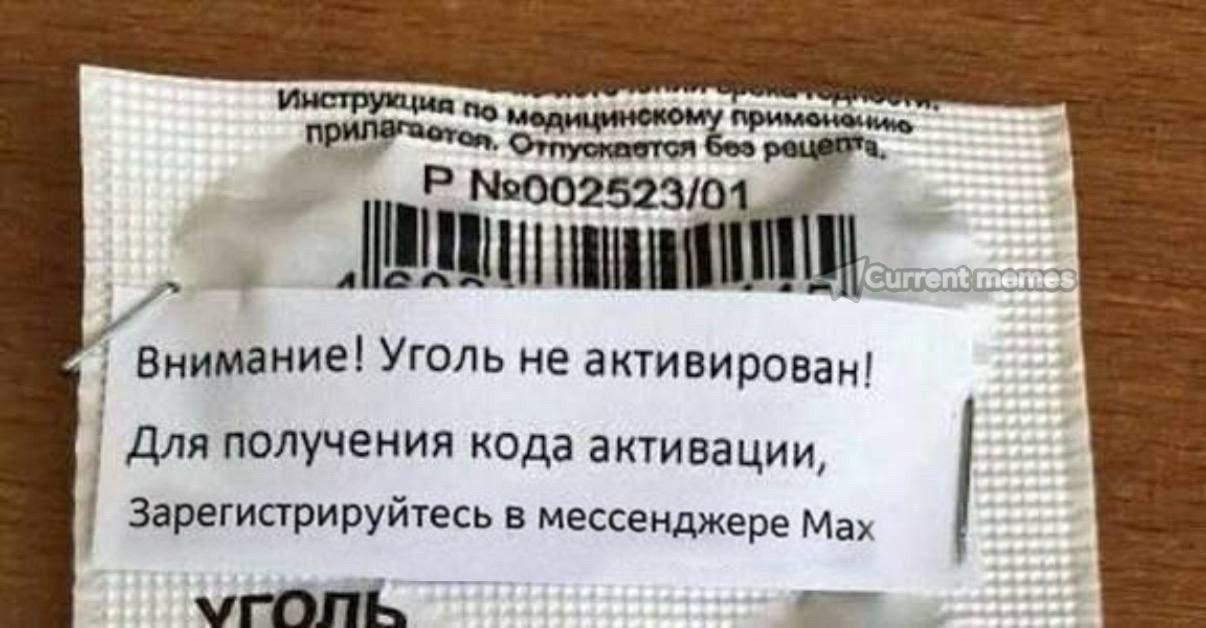 Инструкция по медицинскому применению
прилагается. Отпускается без рецепта.
Р №002523/01
Current memes
Внимание! Уголь не активирован!
Для получения кода активации,
Зарегистрируйтесь в мессенджере Max
УГОЛЬ